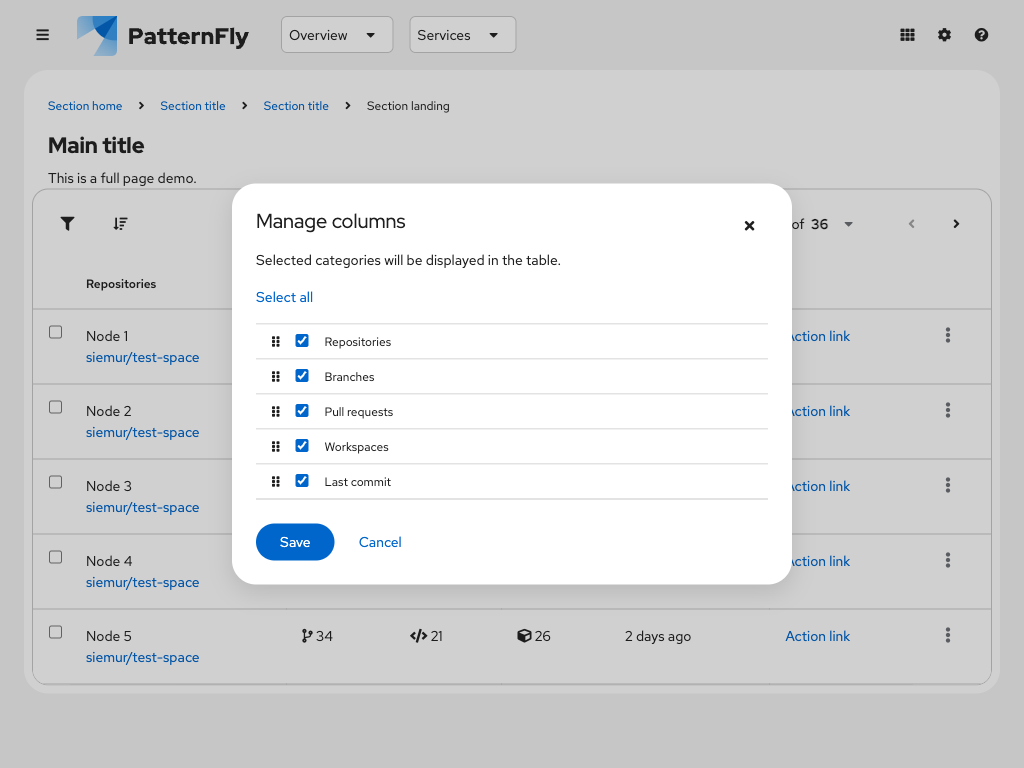 PatternFly
Overview
Services
Section home
Section title
Section title
Section landing
Main title
This is a full page demo.
of 36
Repositories
Manage columns
Selected categories will be displayed in the table.
Select all
Repositories
Branches
Pull requests
Workspaces
Last commit
Save
Cancel
Node 1
siemur/test-space
Action link
Node 2
siemur/test-space
Action link
Node 3
siemur/test-space
Action link
Node 4
siemur/test-space
Action link
Node 5
siemur/test-space
34
21
26
2 days ago
Action link